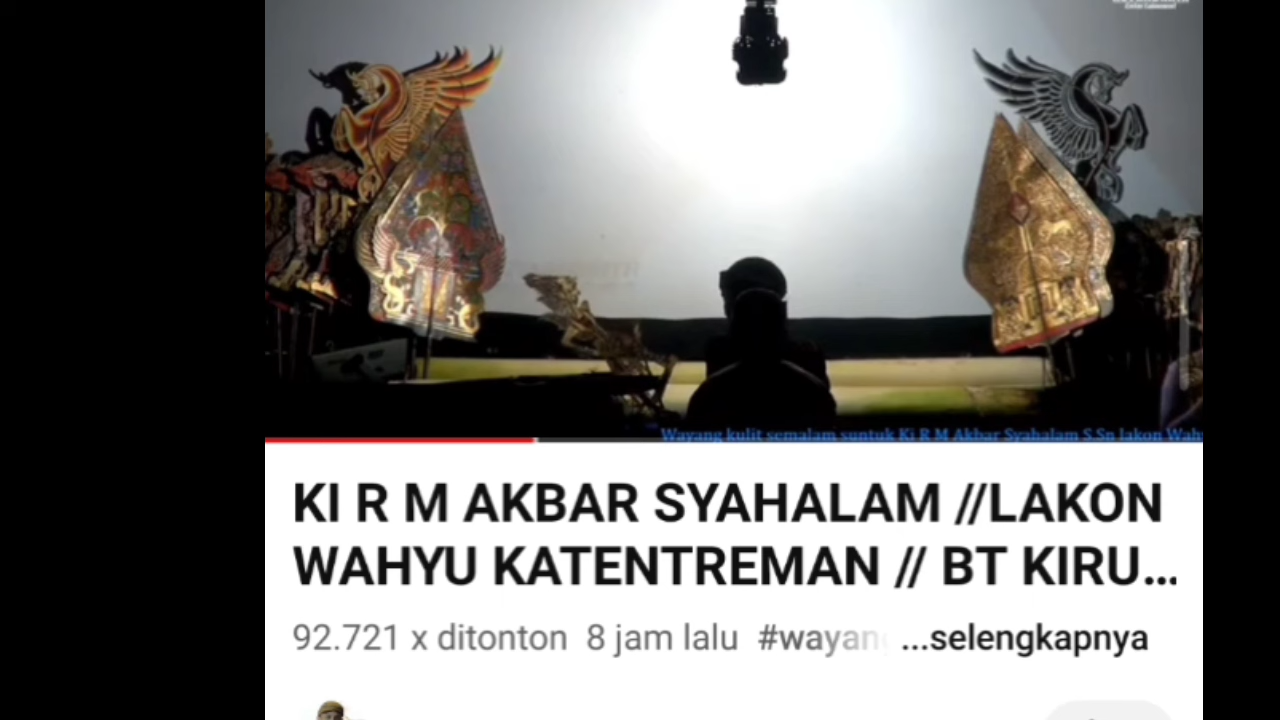 Wayang kulit semalam suntuk Ki R M Akbar Syahalam S Sn lakon Wah
KI R M AKBAR SYAHALAM //LAKON
WAHYU KATENTREMAN // BT KIRU...
92.721 x ditonton 8 jam lalu #wayang ...selengkapnya